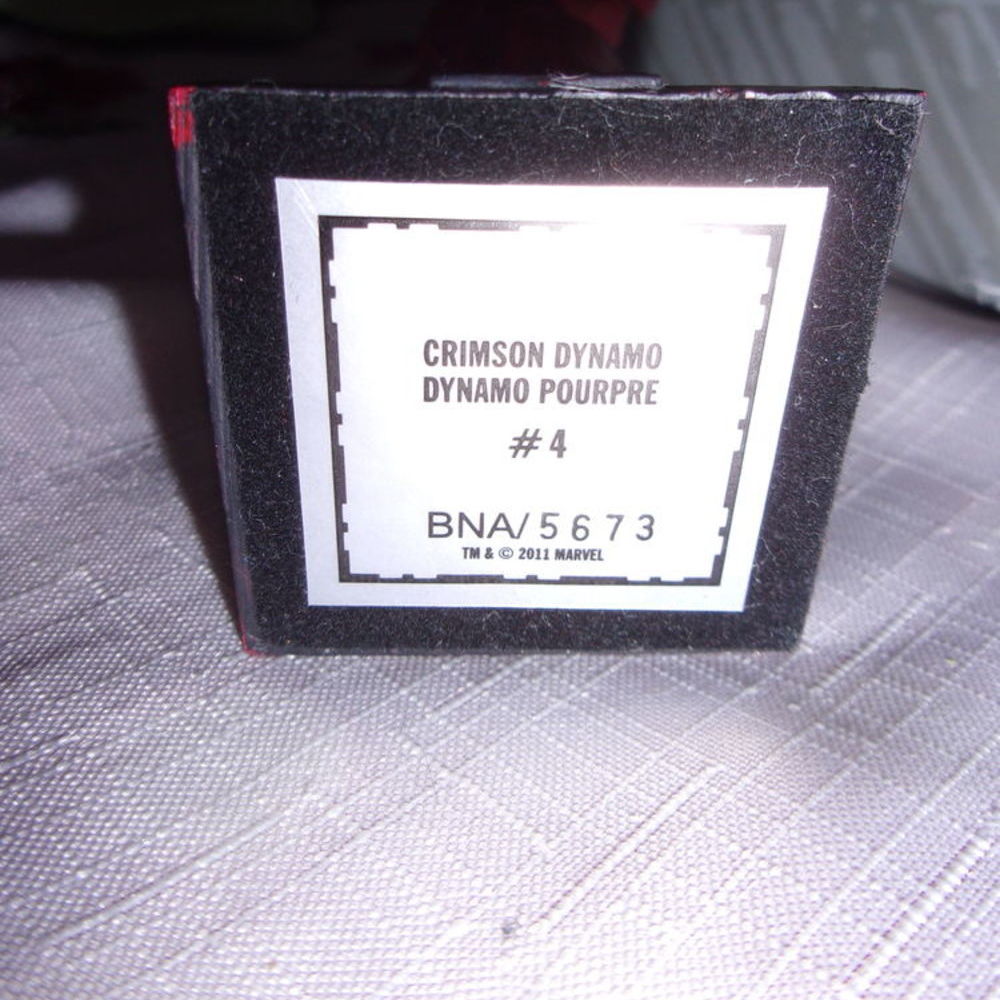 CRIMSON DYNAMO
DYNAMO POURPRE
#4
BNA/5673
TM & © 2011 MARVEL